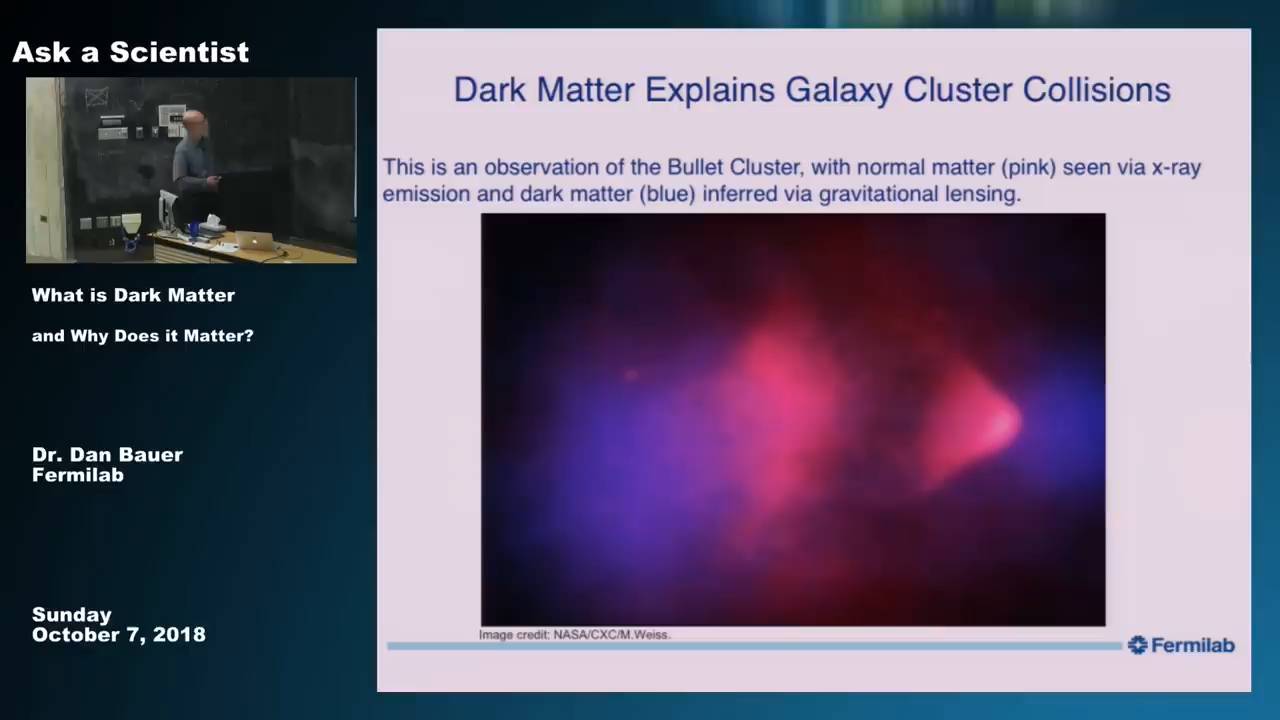 Ask a Scientist
What is Dark Matter
and Why Does it Matter?
Dr. Dan Bauer
Fermilab
Sunday
October 7, 2018
Dark Matter Explains Galaxy Cluster Collisions
This is an observation of the Bullet Cluster, with normal matter (pink) seen via x-ray
emission and dark matter (blue) inferred via gravitational lensing.
Image credit: NASA/CXC/M.Weiss.
Fermilab